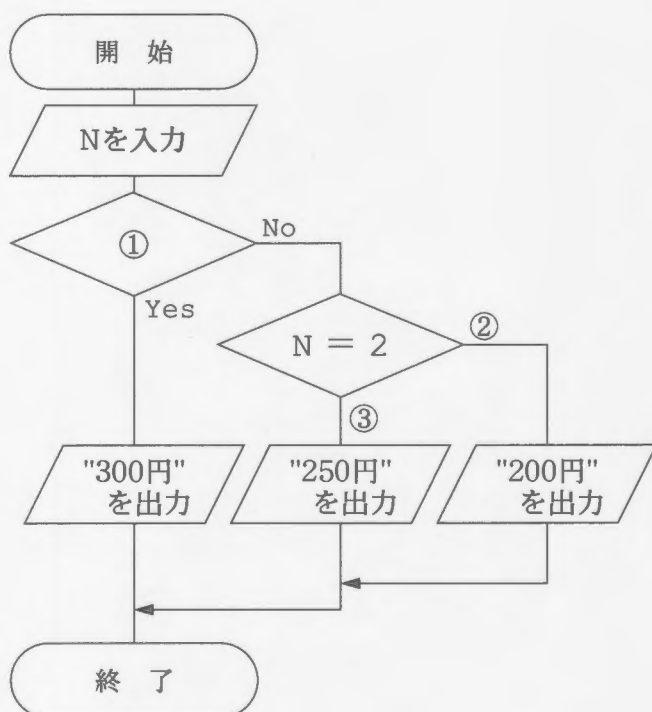 開 始
Nを入力
①
No
Yes
N = 2
②
③
"300円"
を出力
"250円"
を出力
"200円"
を出力
終 了